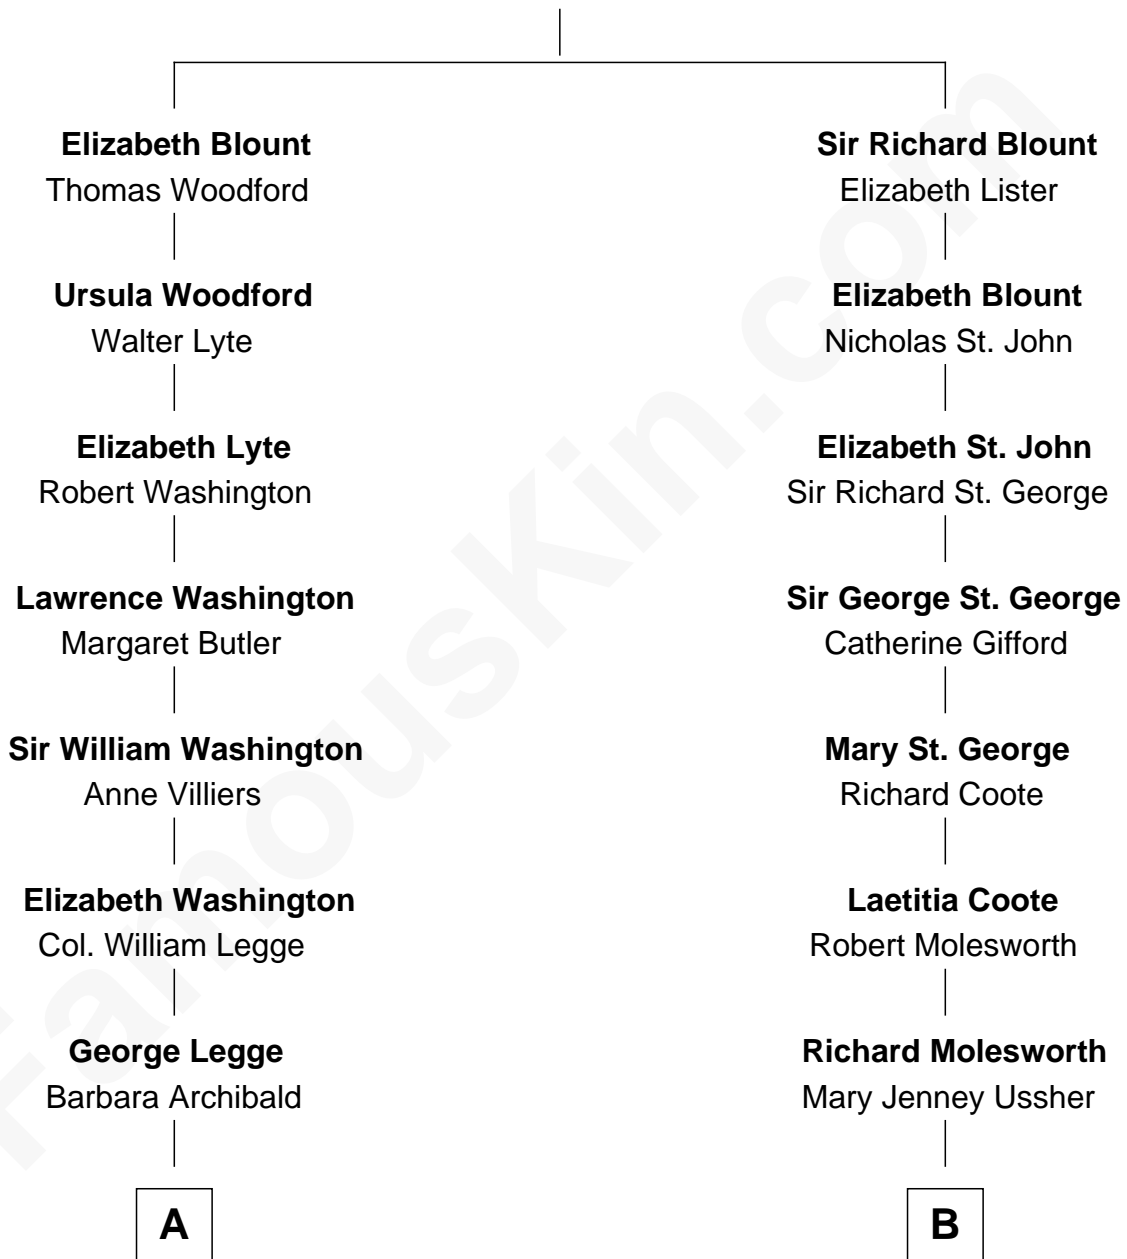 Elizabeth Blount
Thomas Woodford
Ursula Woodford
Walter Lyte
Elizabeth Lyte
Robert Washington
Lawrence Washington
Margaret Butler
Sir William Washington
Anne Villiers
Elizabeth Washington
Col. William Legge
George Legge
Barbara Archibald
A
Sir Richard Blount
Elizabeth Lister
Elizabeth Blount
Nicholas St. John
Elizabeth St. John
Sir Richard St. George
Sir George St. George
Catherine Gifford
Mary St. George
Richard Coote
Laetitia Coote
Robert Molesworth
Richard Molesworth
Mary Jenney Ussher
B
FamousKin.com